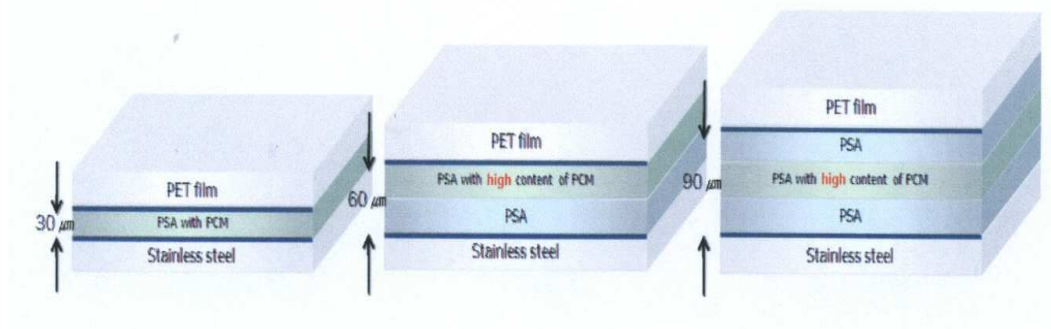 PET film
30 μm
PSA with PCM
Stainless steel
PET film
60 μm
PSA with high content of PCM
PSA
Stainless steel
PET film
PSA
90 μm
PSA with high content of PCM
PSA
Stainless steel